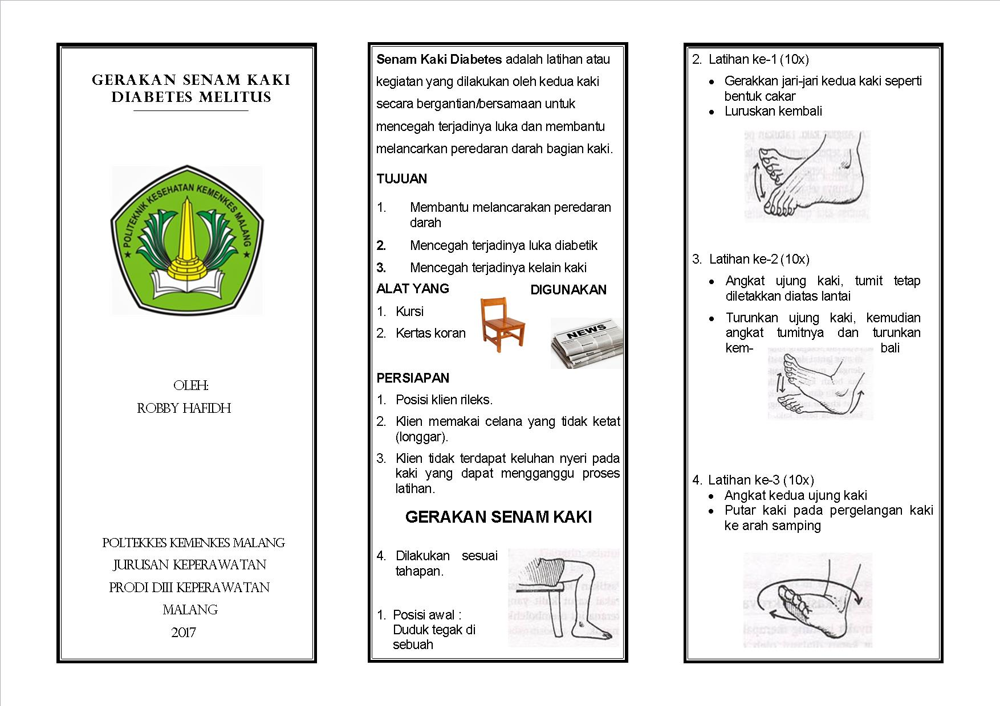 GERAKAN SENAM KAKI
DIABETES MELITUS
POLITEKNIK KESEHATAN KEMENKES MALANG
OLEH:
ROBBY HAFIDH
POLTEKKES KEMENKES MALANG
JURUSAN KEPERAWATAN
PRODI DIII KEPERAWATAN
MALANG
2017
Senam Kaki Diabetes adalah latihan atau
kegiatan yang dilakukan oleh kedua kaki
secara bergantian/bersamaan untuk
mencegah terjadinya luka dan membantu
melancarkan peredaran darah bagian kaki.
TUJUAN
1. Membantu melancarakan peredaran
darah
2. Mencegah terjadinya luka diabetik
3. Mencegah terjadinya kelain kaki
ALAT YANG DIGUNAKAN
1. Kursi
2. Kertas koran
NEWS
PERSIAPAN
1. Posisi klien rileks.
2. Klien memakai celana yang tidak ketat
(longgar).
3. Klien tidak terdapat keluhan nyeri pada
kaki yang dapat mengganggu proses
latihan.
GERAKAN SENAM KAKI
4. Dilakukan sesuai
tahapan.
1. Posisi awal :
Duduk tegak di
sebuah
2. Latihan ke-1 (10x)
• Gerakkan jari-jari kedua kaki seperti
bentuk cakar
• Luruskan kembali
3. Latihan ke-2 (10x)
• Angkat ujung kaki, tumit tetap
diletakkan diatas lantai
• Turunkan ujung kaki, kemudian
angkat tumitnya dan turunkan
kem- bali
4. Latihan ke-3 (10x)
• Angkat kedua ujung kaki
• Putar kaki pada pergelangan kaki
ke arah samping